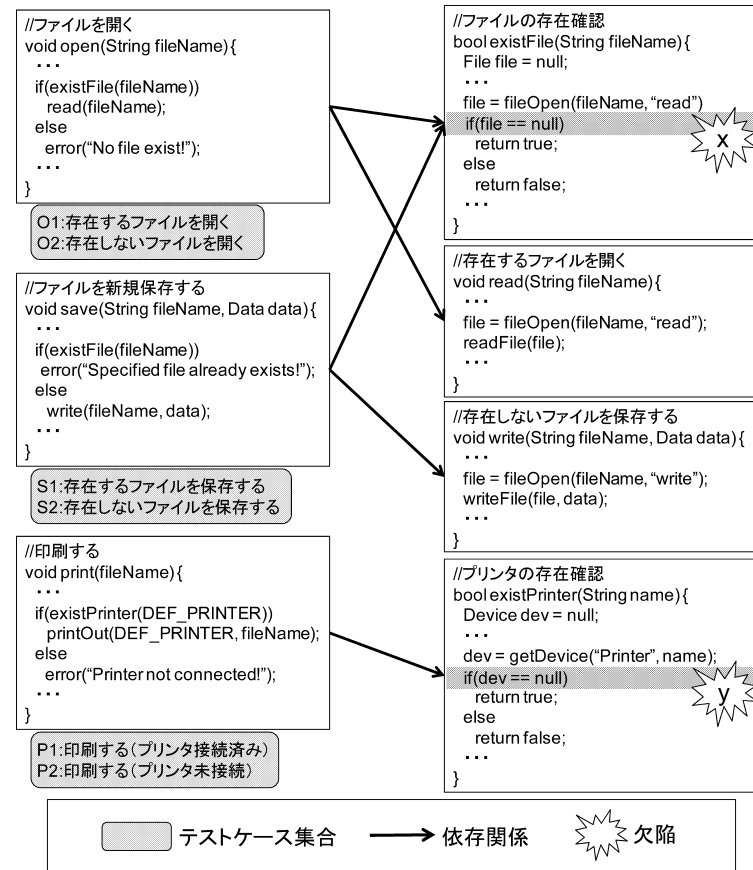 //ファイルを開く
void open(String fileName){
・・・
if(existFile(fileName))
read(fileName);
else
error(“No file exist!”);
・・・
}
O1:存在するファイルを開く
O2:存在しないファイルを開く
//ファイルを新規保存する
void save(String fileName, Data data){
・・・
if(existFile(fileName))
error(“Specified file already exists!”);
else
write(fileName, data);
・・・
}
S1:存在するファイルを保存する
S2:存在しないファイルを保存する
//印刷する
void print(fileName){
・・・
if(existPrinter(DEF_PRINTER))
printOut(DEF_PRINTER, fileName);
else
error(“Printer not connected!”);
・・・
}
P1:印刷する(プリンタ接続済み)
P2:印刷する(プリンタ未接続)
//ファイルの存在確認
bool existFile(String fileName){
File file = null;
・・・
file = fileOpen(fileName, “read”)
if(file == null)
x
return true;
else
return false;
・・・
}
//存在するファイルを開く
void read(String fileName){
・・・
file = fileOpen(fileName, “read”);
readFile(file);
・・・
}
//存在しないファイルを保存する
void write(String fileName, Data data){
・・・
file = fileOpen(fileName, “write”);
writeFile(file, data);
・・・
}
//プリンタの存在確認
bool existPrinter(String name){
Device dev = null;
・・・
dev = getDevice(“Printer”, name);
if(dev == null)
y
return true;
else
return false;
・・・
}
テストケース集合
依存関係
欠陥